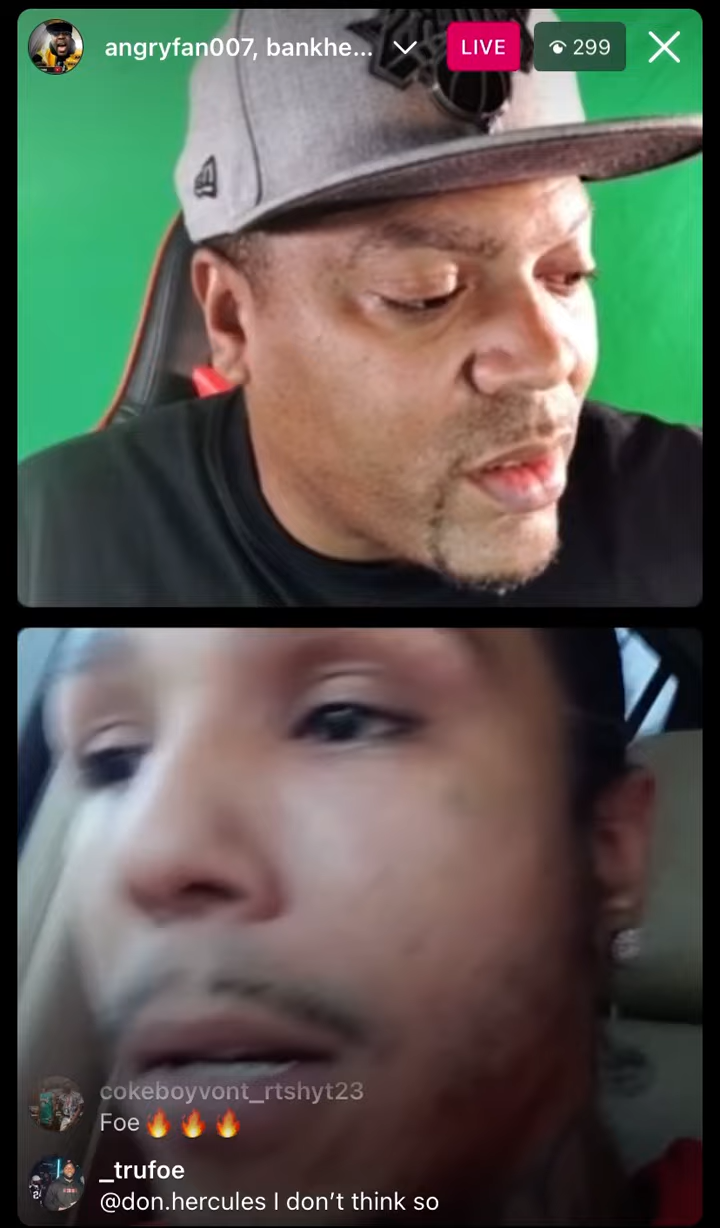 angryfan007, bankhe...
LIVE
299
cokeboyvont_rtshyt23
Foe🔥🔥🔥
_trufoe
@don.hercules I don’t think so